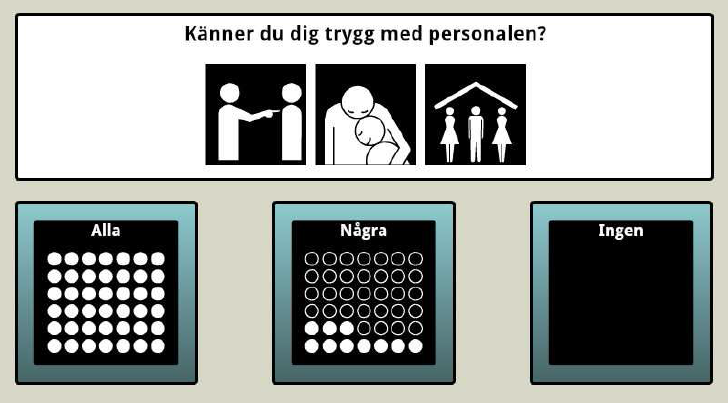 Känner du dig trygg med personalen?
Alla
Några
Ingen